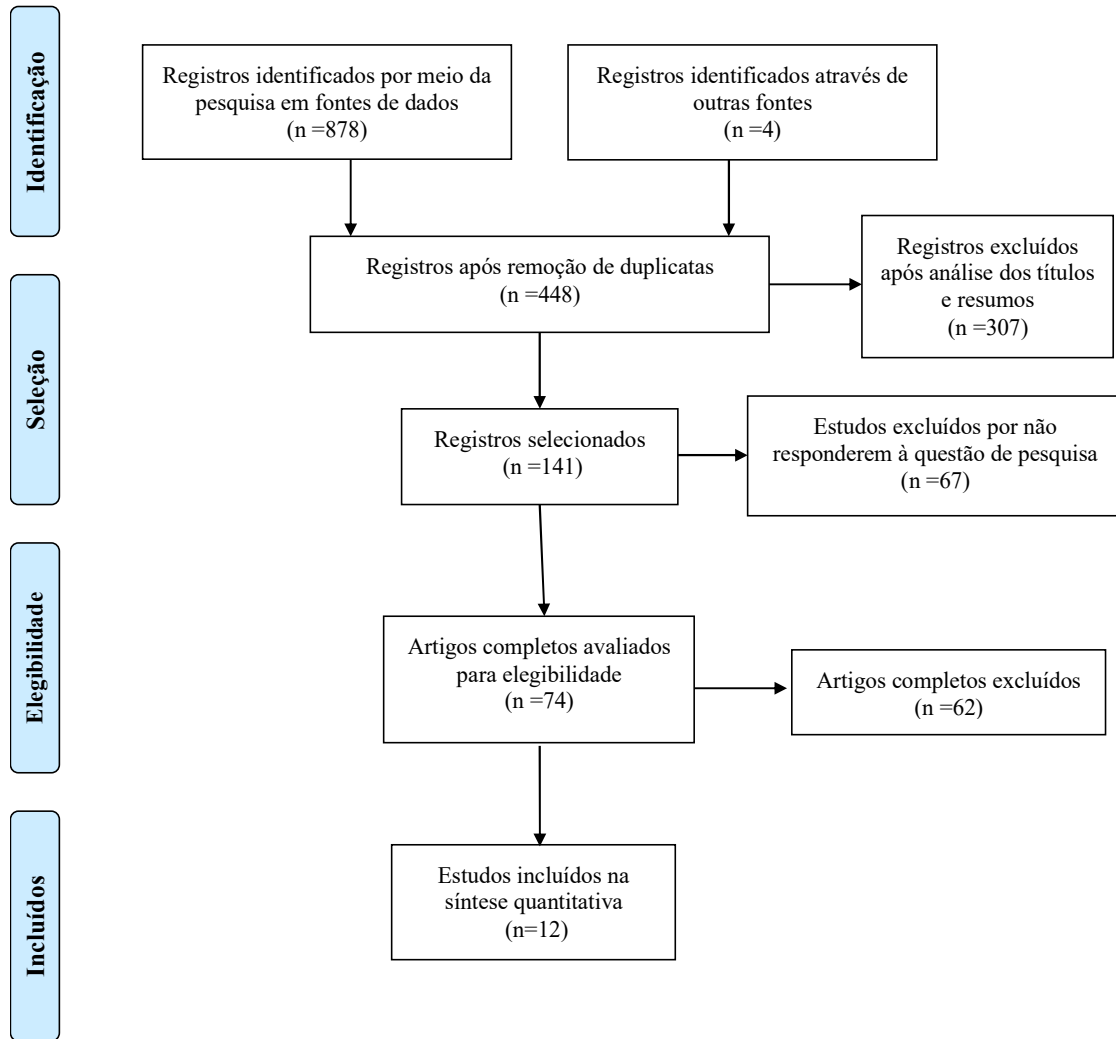 Identificação
Registros identificados por meio da
pesquisa em fontes de dados
(n =878)
Registros identificados através de
outras fontes
(n =4)
Registros após remoção de duplicatas
(n =448)
Registros excluídos
após análise dos títulos
e resumos
(n =307)
Seleção
Registros selecionados
(n =141)
Estudos excluídos por não
responderem à questão de pesquisa
(n =67)
Elegibilidade
Artigos completos avaliados
para elegibilidade
(n =74)
Artigos completos excluídos
(n =62)
Incluídos
Estudos incluídos na
síntese quantitativa
(n=12)